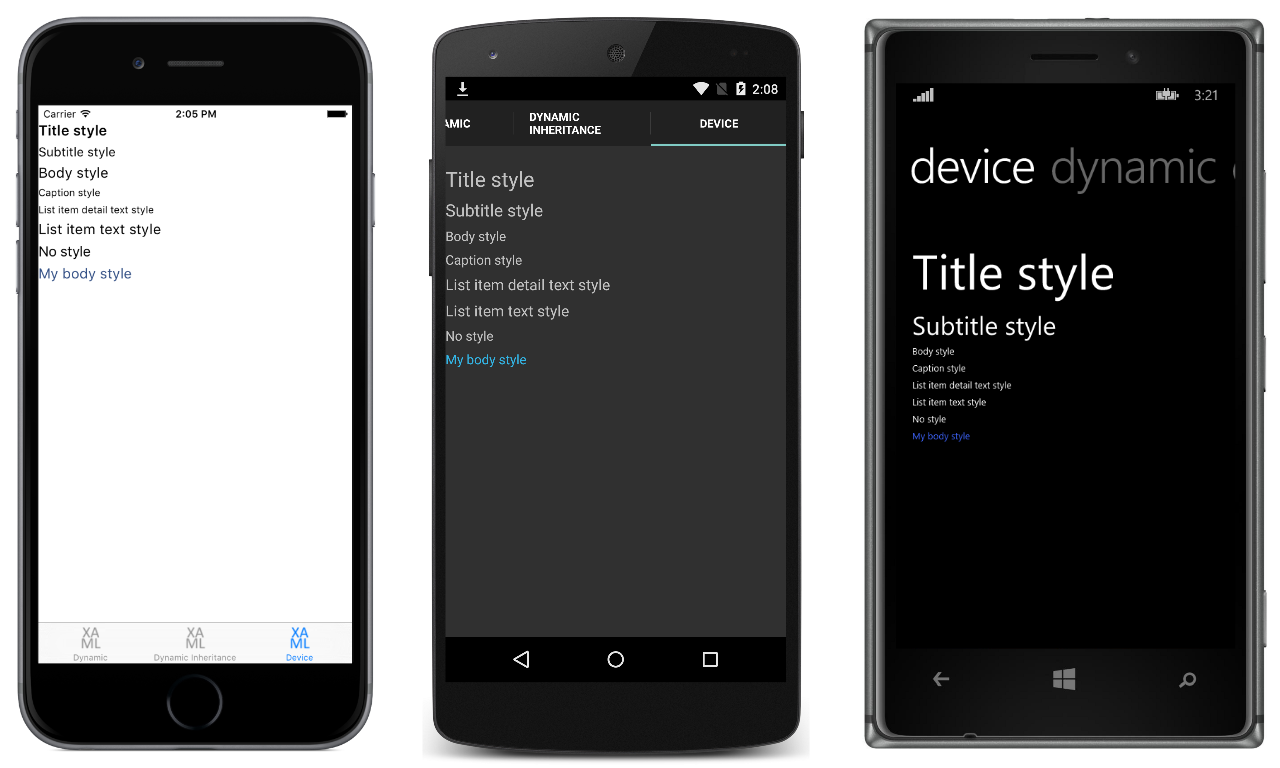 Carrier
2:05 PM
Title style
Subtitle style
Body style
Caption style
List item detail text style
List item text style
No style
My body style
XA
ML
Dynamic
XA
ML
Dynamic Inheritance
XA
ML
Device
2:08
AMIC
DYNAMIC
INHERITANCE
DEVICE
Title style
Subtitle style
Body style
Caption style
List item detail text style
List item text style
No style
My body style
3:21
device dynamic
Title style
Subtitle style
Body style
Caption style
List item detail text style
List item text style
No style
My body style